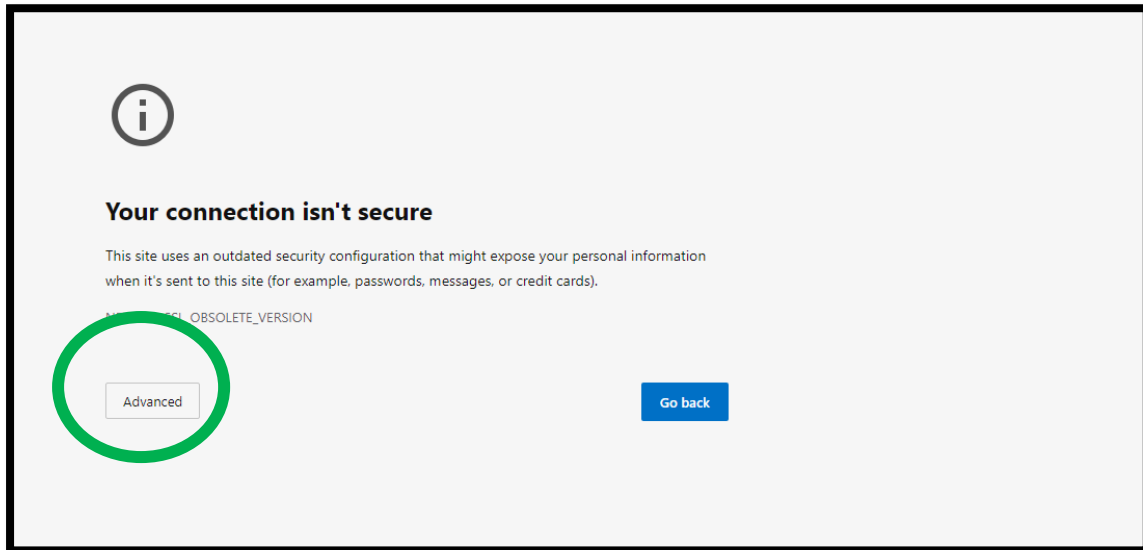 Your connection isn't secure
This site uses an outdated security configuration that might expose your personal information
when it's sent to this site (for example, passwords, messages, or credit cards).
OBSOLETE_VERSION
Advanced
Go back